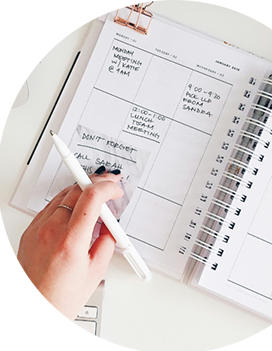 MONDAY
TUESDAY
WEDNESDAY
JANUARY
MONDAY
MEETING
W/ KATIE
@ 9AM
9:00 - 9:30
PICK UP
FROM
SANDRA
12:00 - 1:00
LUNCH
TEAM
MEETING
DON'T FORGET
CALL SARAH